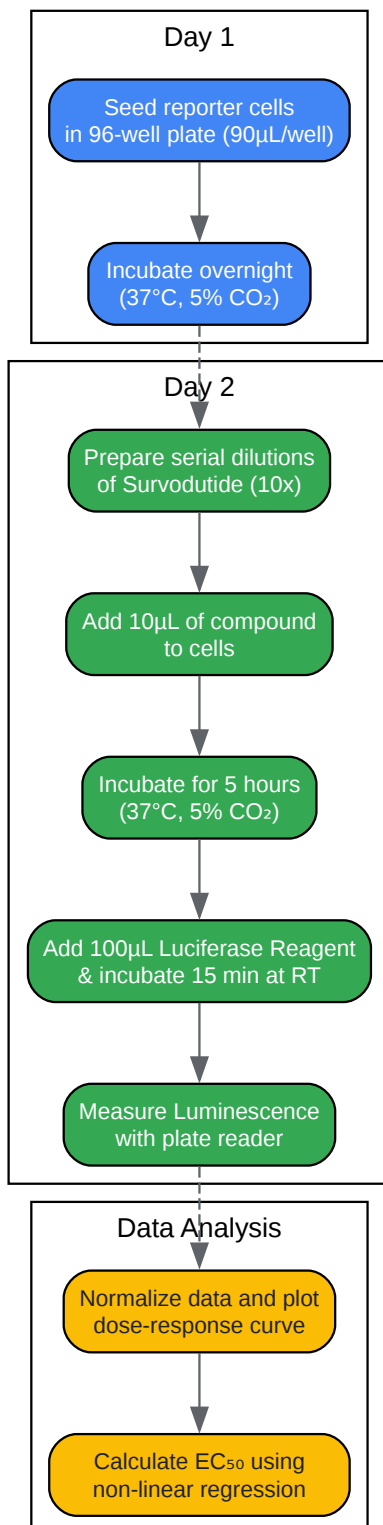 Day 1
Seed reporter cells
in 96-well plate (90µL/well)
Incubate overnight
(37°C, 5% CO₂)
Day 2
Prepare serial dilutions
of Survodutide (10x)
Add 10µL of compound
to cells
Incubate for 5 hours
(37°C, 5% CO₂)
Add 100µL Luciferase Reagent
& incubate 15 min at RT
Measure Luminescence
with plate reader
Data Analysis
Normalize data and plot
dose-response curve
Calculate EC₅₀ using
non-linear regression